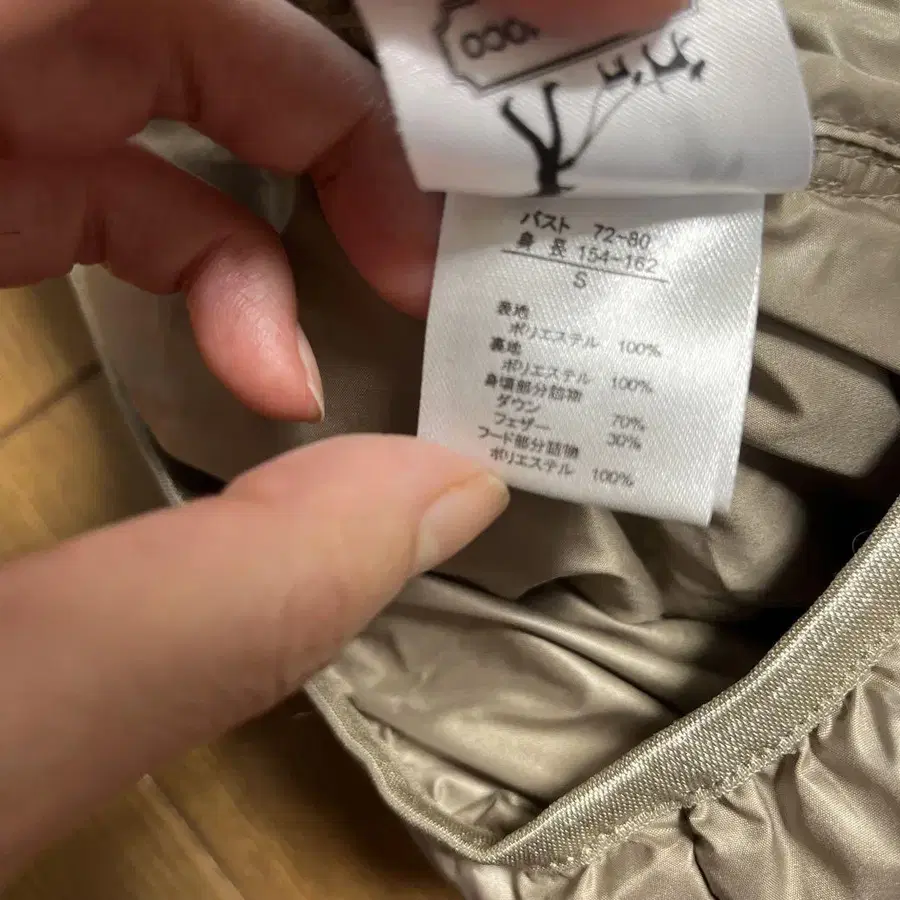 COCO
バスト 72~80
身 長 154~162
S
表地
ポリエステル 100%
裏地
ポリエステル 100%
身頃部分詰物
ダウン 70%
フェザー 30%
フード部分詰物
ポリエステル 100%